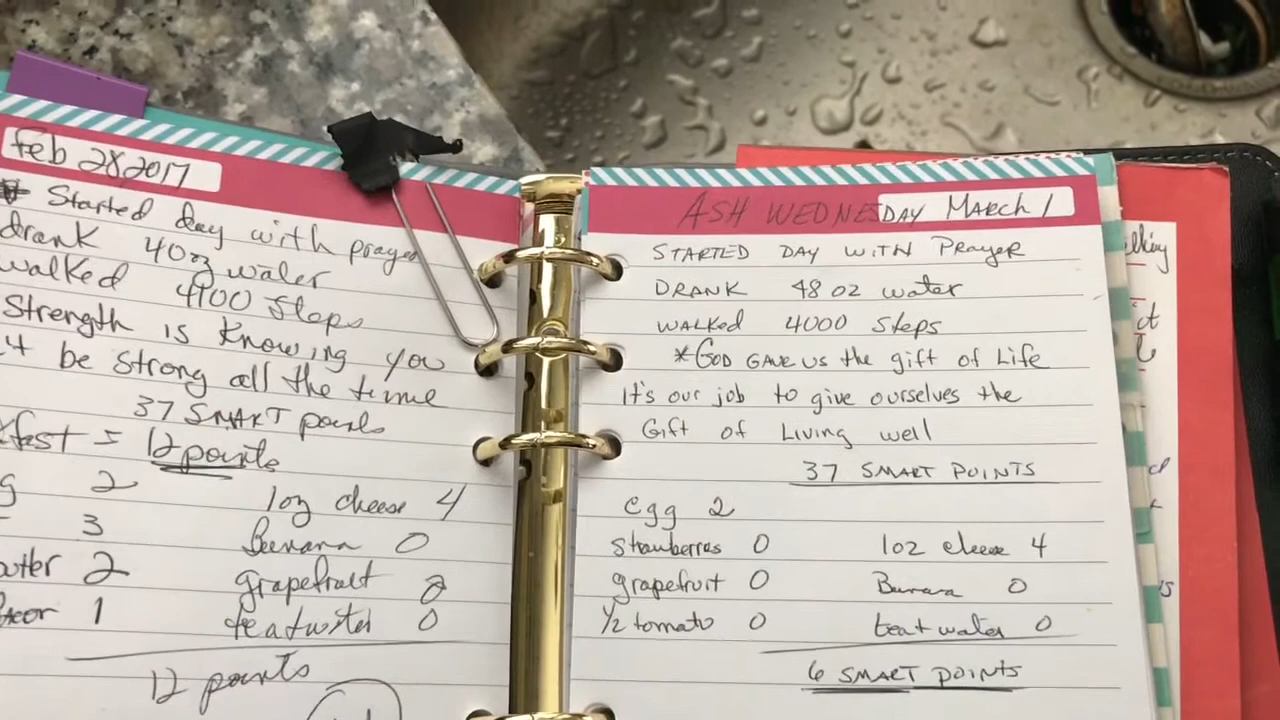 Feb 28, 2017
Started day with prayer
drank 40oz water
walked 4100 Steps
Strength is Knowing you
be strong all the time
37 SMART points
fest = 12 points
2 1oz cheese 4
3 Banana 0
2 grapefruit 0
1 tea+water 0
12 points
ASH WEDNESDAY MARCH 1
STARTED DAY WITH PrayER
DRANK 48 oz water
WALKed 4000 Steps
*GOD GAVE US the gift of Life
It's our job to give ourselves the
Gift of Living well
37 SMART POINTS
egg 2
Strawberres 0 1oz cheese 4
grapefruit 0 Banana 0
1/2 tomato 0 tea+water 0
6 SMART POINTS
lking